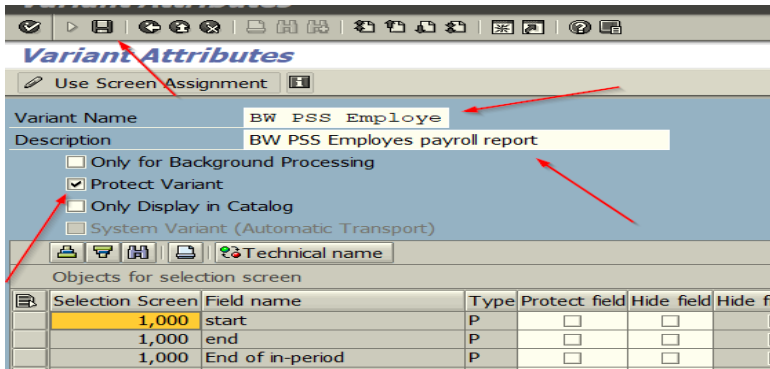 Variant Attributes
Use Screen Assignment
Variant Name BW PSS Employe
Description BW PSS Employes payroll report
Only for Background Processing
Protect Variant
Only Display in Catalog
System Variant (Automatic Transport)
Technical name
Objects for selection screen
Selection Screen Field name Type Protect field Hide field Hide f
1,000 start P
1,000 end P
1,000 End of in-period P